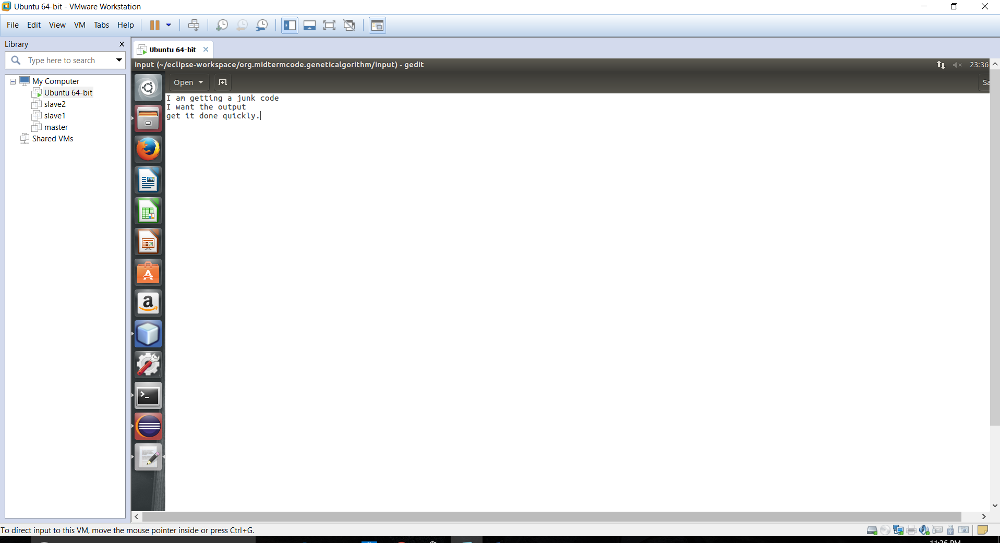 Ubuntu 64-bit - VMware Workstation
File Edit View VM Tabs Help
Library
Type here to search
My Computer
Ubuntu 64-bit
slave2
slave1
master
Shared VMs
Ubuntu 64-bit
input (~/eclipse-workspace/org.midtermcode.geneticalgorithm/input) - gedit
23:36
Open
Sa
I am getting a junk code
I want the output
get it done quickly.
To direct input to this VM, move the mouse pointer inside or press Ctrl+G.
11:36 PM